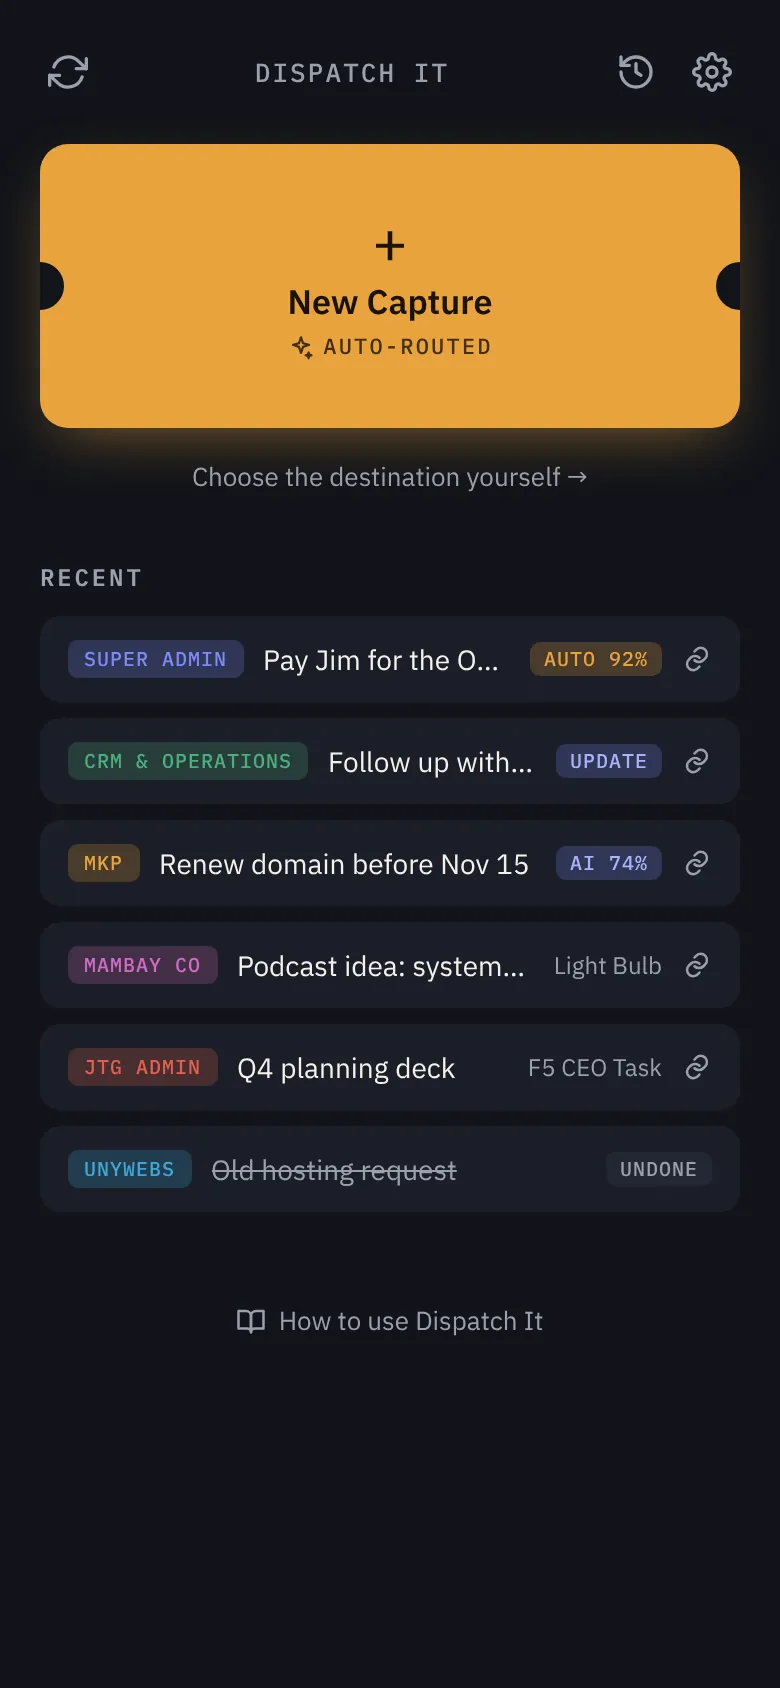 DISPATCH IT
+
New Capture
AUTO-ROUTED
Choose the destination yourself →
RECENT
SUPER ADMIN Pay Jim for the O... AUTO 92%
CRM & OPERATIONS Follow up with... UPDATE
MKP Renew domain before Nov 15 AI 74%
MAMBAY CO Podcast idea: system... Light Bulb
JTG ADMIN Q4 planning deck F5 CEO Task
UNYWEBS Old hosting request UNDONE
How to use Dispatch It